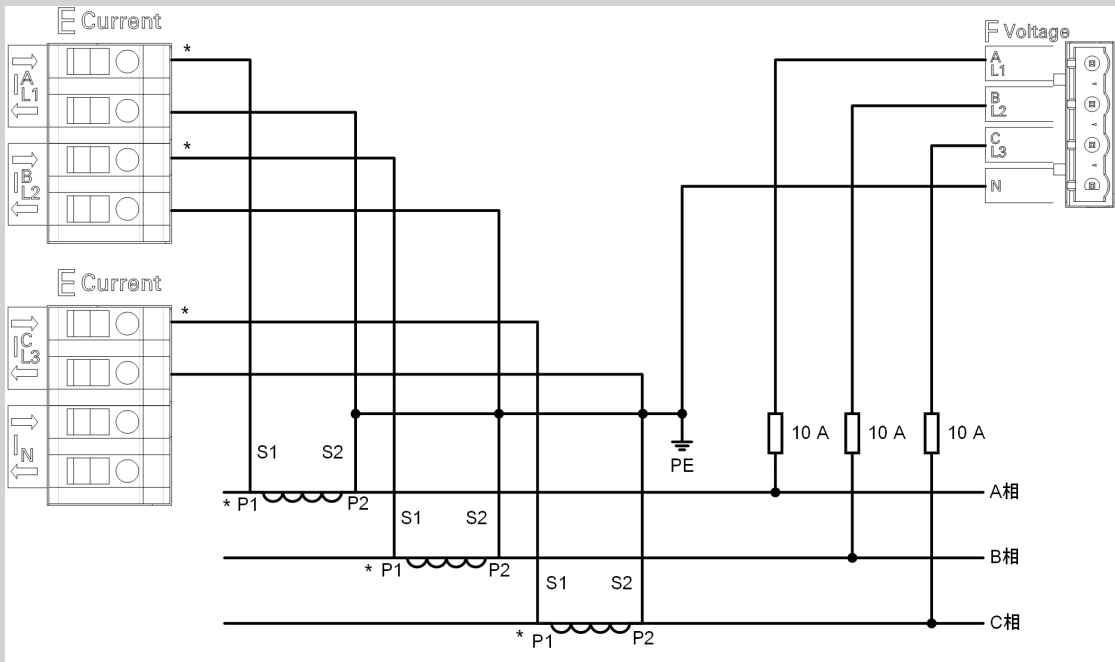 E Current
*
I A L1
*
I B L2
E Current
*
I C L3
I N
F Voltage
A
L1
B
L2
C
L3
N
10 A
10 A
10 A
PE
S1 S2
* P1 P2
A相
S1 S2
* P1 P2
B相
S1 S2
* P1 P2
C相